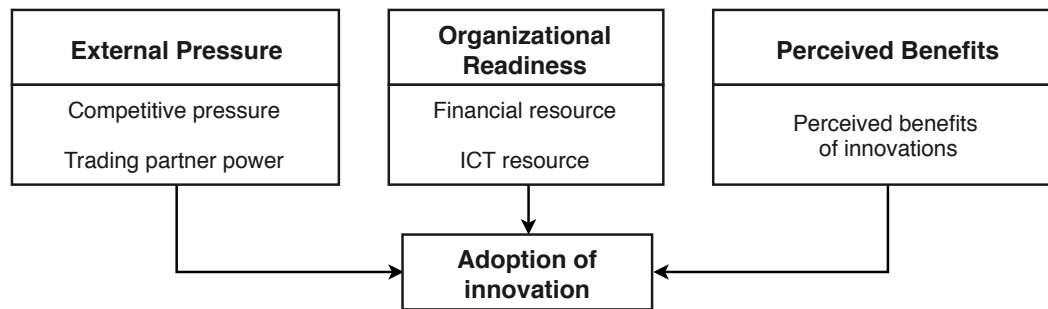 External Pressure
Competitive pressure
Trading partner power
Organizational
Readiness
Financial resource
ICT resource
Perceived Benefits
Perceived benefits
of innovations
Adoption of
innovation